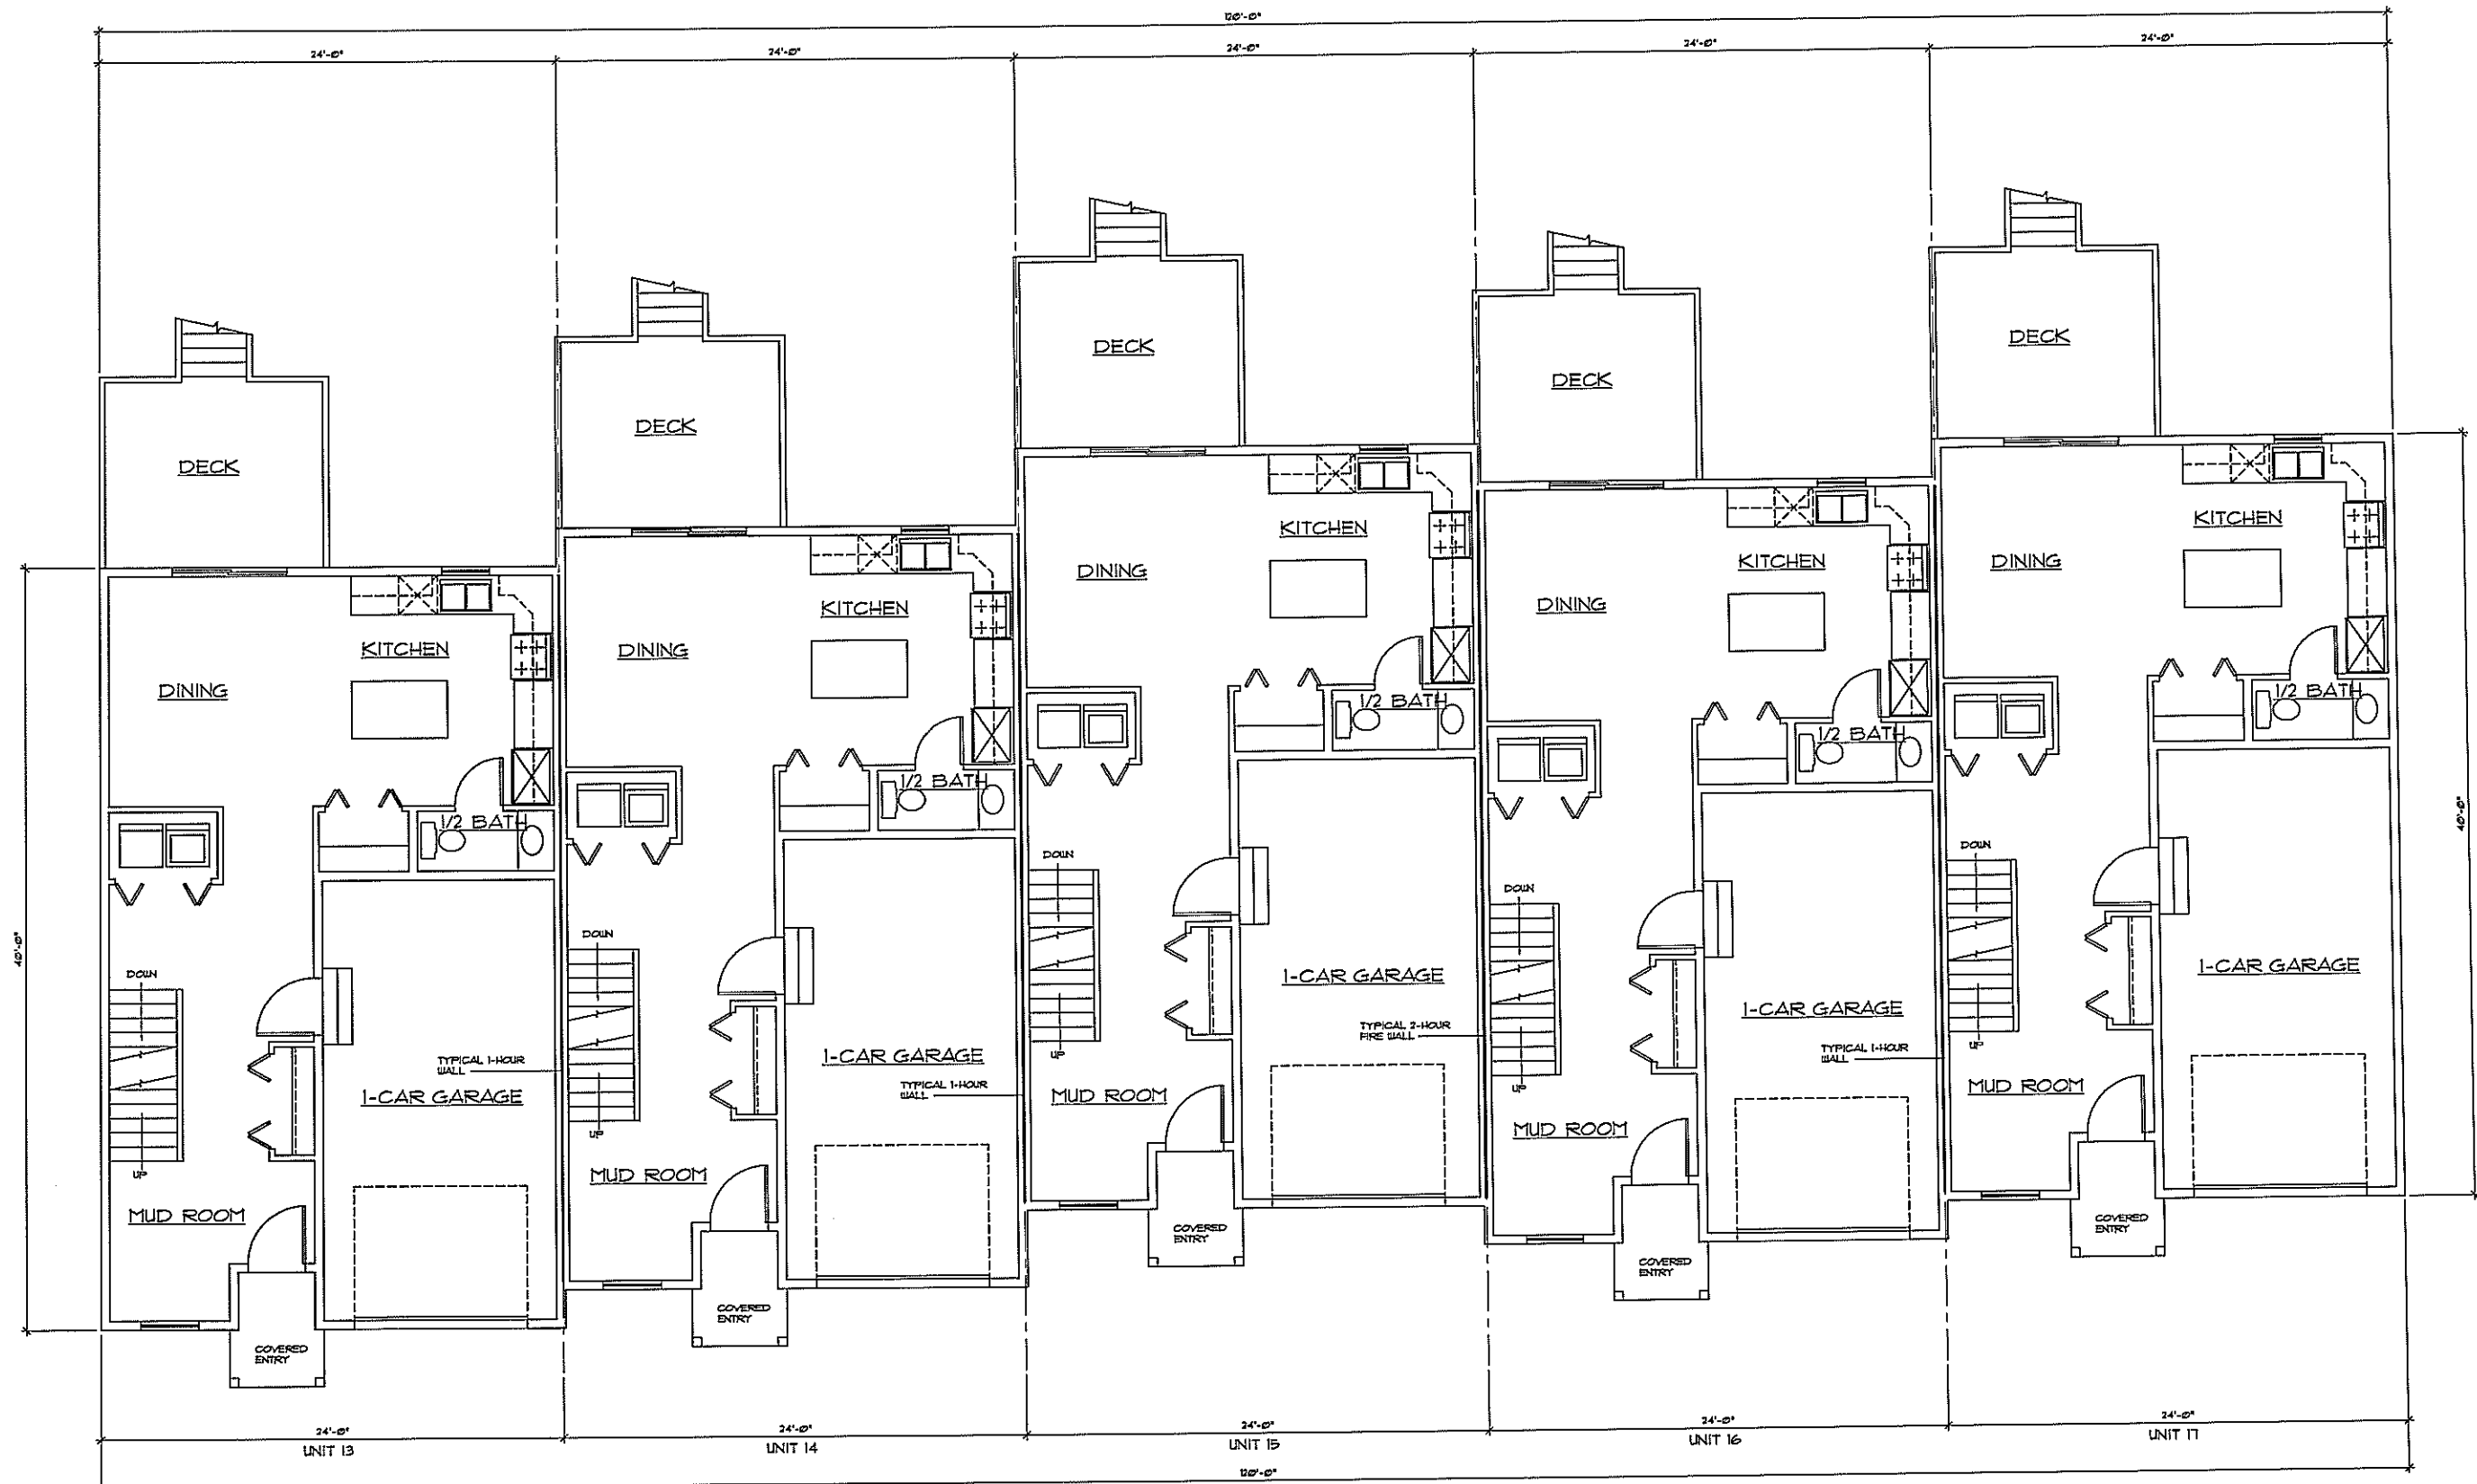 120'-0"
24'-0"
24'-0"
24'-0"
24'-0"
24'-0"
DECK
DECK
DECK
DECK
DECK
KITCHEN
DINING
KITCHEN
DINING
KITCHEN
DINING
KITCHEN
DINING
KITCHEN
DINING
1/2 BATH
1/2 BATH
1/2 BATH
1/2 BATH
1/2 BATH
40'-0"
40'-0"
DOWN
UP
DOWN
UP
DOWN
UP
DOWN
UP
DOWN
UP
1-CAR GARAGE
1-CAR GARAGE
1-CAR GARAGE
1-CAR GARAGE
1-CAR GARAGE
TYPICAL 1-HOUR
WALL
TYPICAL 1-HOUR
WALL
TYPICAL 2-HOUR
FIRE WALL
TYPICAL 1-HOUR
WALL
MUD ROOM
MUD ROOM
MUD ROOM
MUD ROOM
MUD ROOM
COVERED
ENTRY
COVERED
ENTRY
COVERED
ENTRY
COVERED
ENTRY
COVERED
ENTRY
24'-0"
24'-0"
24'-0"
24'-0"
24'-0"
UNIT 13
UNIT 14
UNIT 15
UNIT 16
UNIT 17
120'-0"